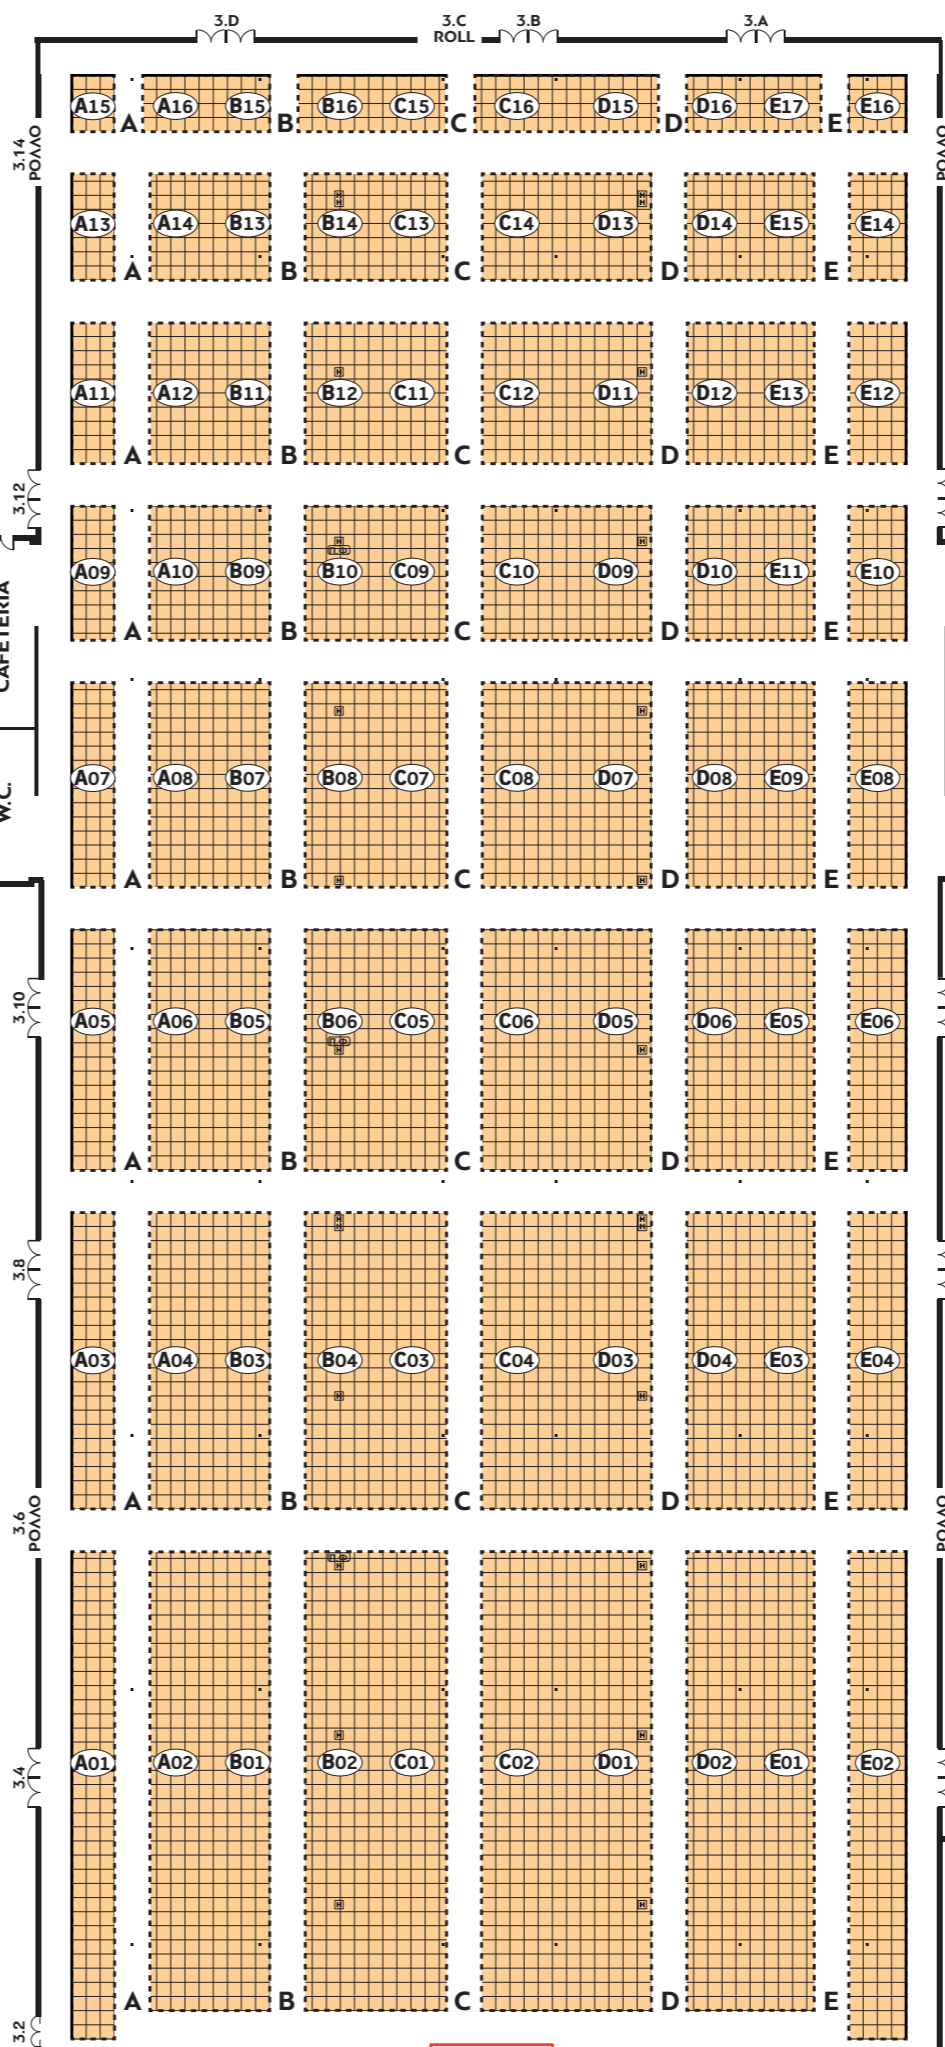 3.D 3.C 3.B 3.A
ROLL
A15 A16 B15 B16 C15 C16 D15 D16 E17 E16
A B C D E
3.14
ΡΟΛΛΟ
ΡΟΛΛΟ
A13 A14 B13 B14 C13 C14 D13 D14 E15 E14
A B C D E
A11 A12 B11 B12 C11 C12 D11 D12 E13 E12
A B C D E
3.12
A09 A10 B09 B10 C09 C10 D09 D10 E11 E10
A B C D E
CAFETERIA
A07 A08 B07 B08 C07 C08 D07 D08 E09 E08
W.C.
A B C D E
3.10
A05 A06 B05 B06 C05 C06 D05 D06 E05 E06
A B C D E
3.8
A03 A04 B03 B04 C03 C04 D03 D04 E03 E04
A B C D E
3.6
ΡΟΛΛΟ
ΡΟΛΛΟ
A01 A02 B01 B02 C01 C02 D01 D02 E01 E02
3.4
A B C D E
3.2